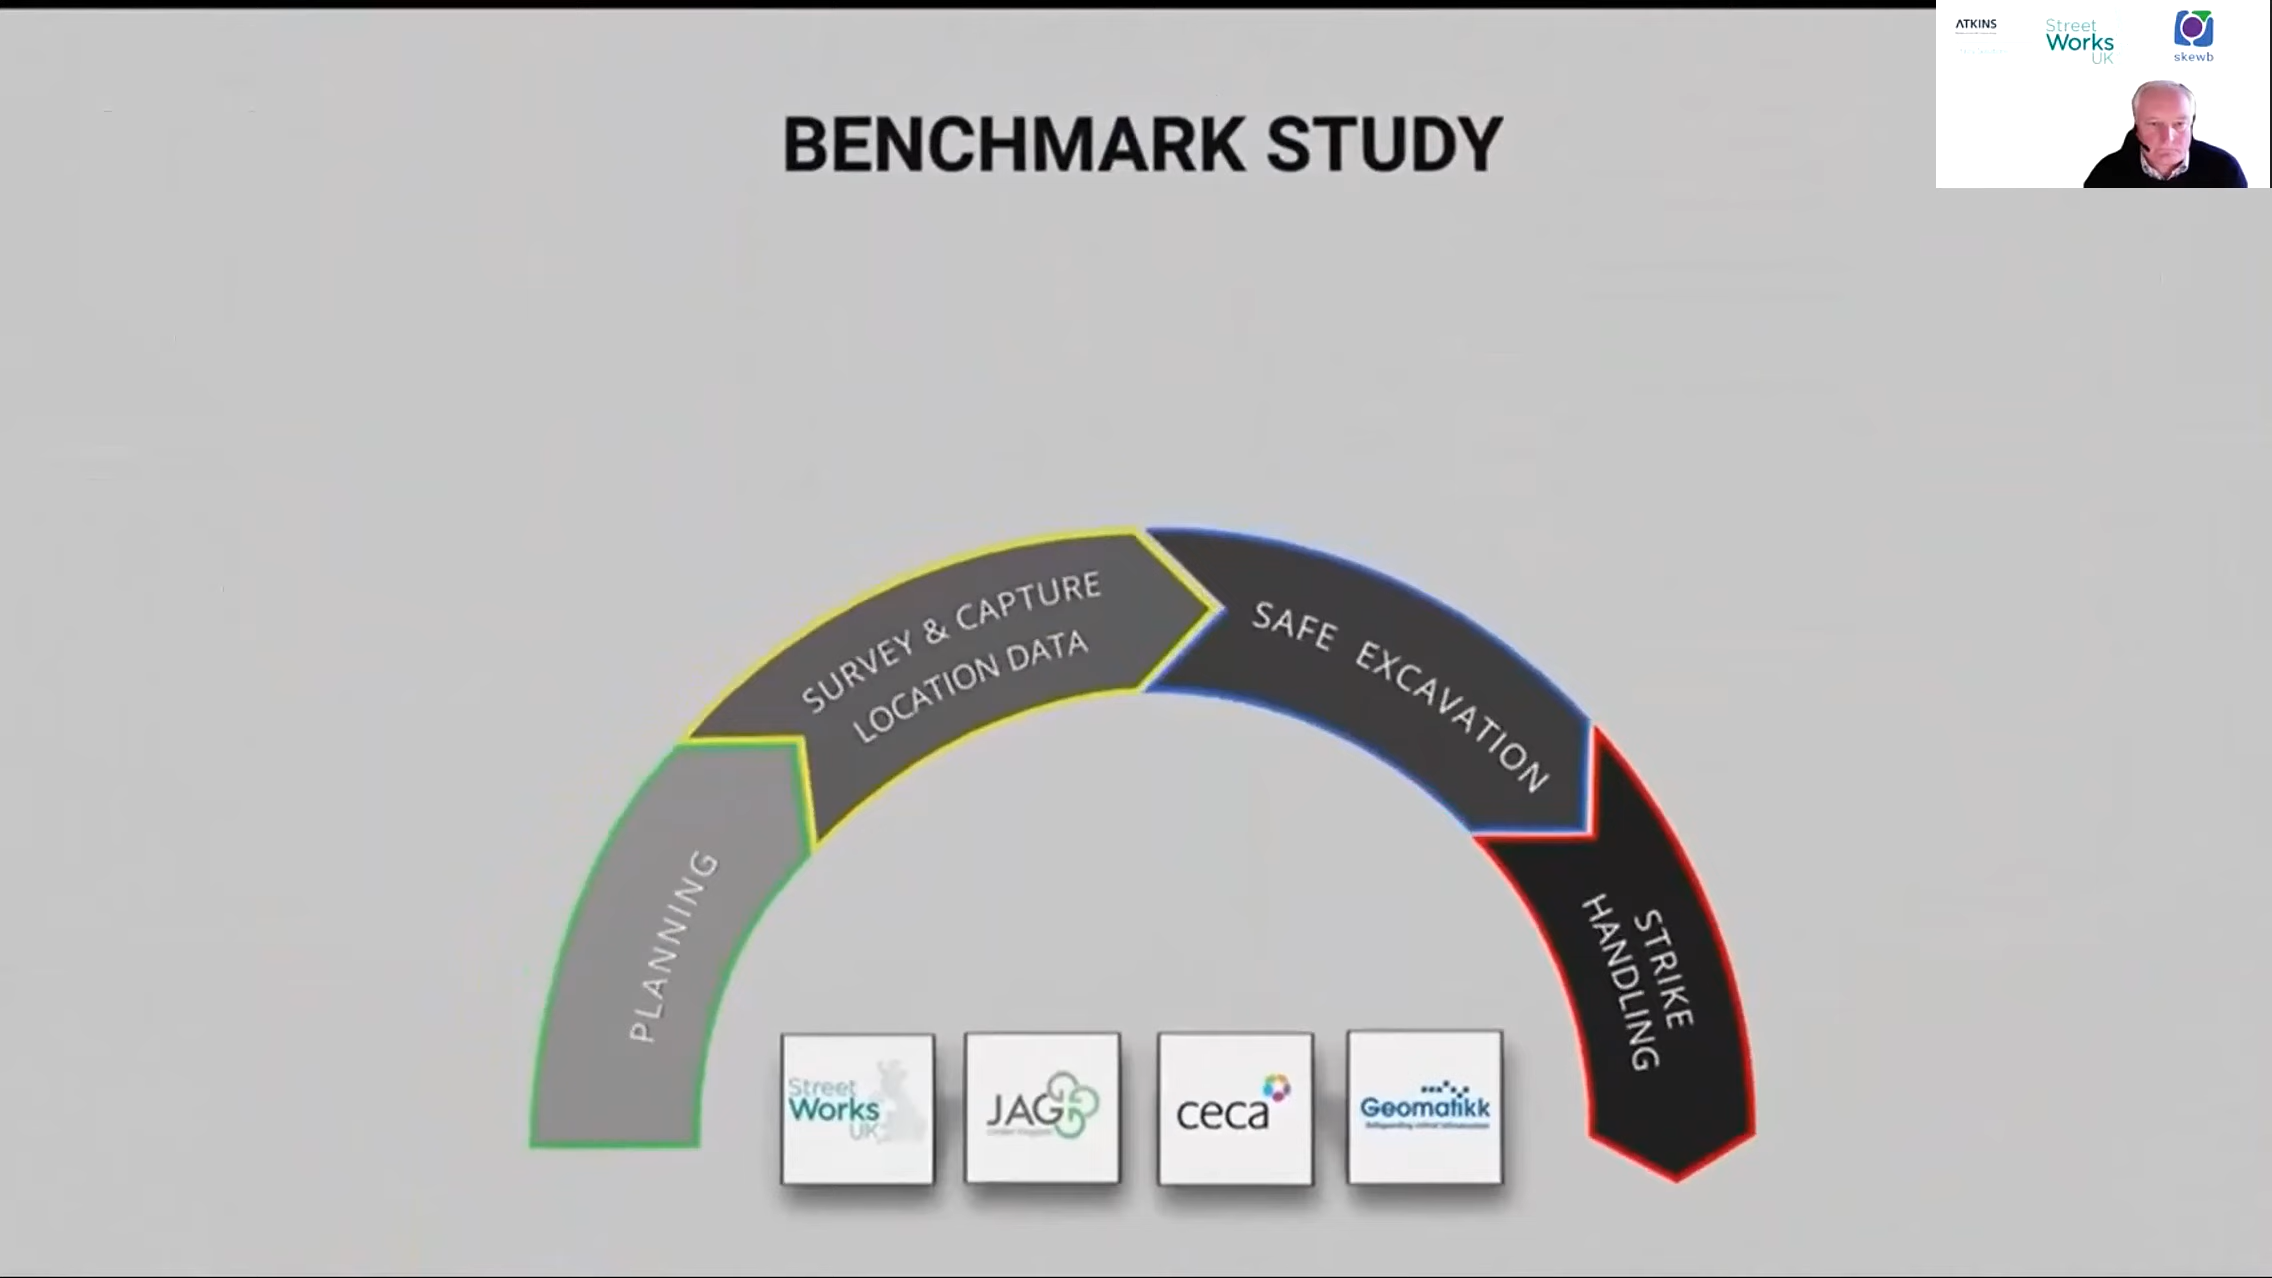 ATKINS
Street
Works
UK
skewb
BENCHMARK STUDY
PLANNING
SURVEY & CAPTURE
LOCATION DATA
SAFE EXCAVATION
STRIKE
HANDLING
Street
Works
UK
JAG
ceca
Geomatikk